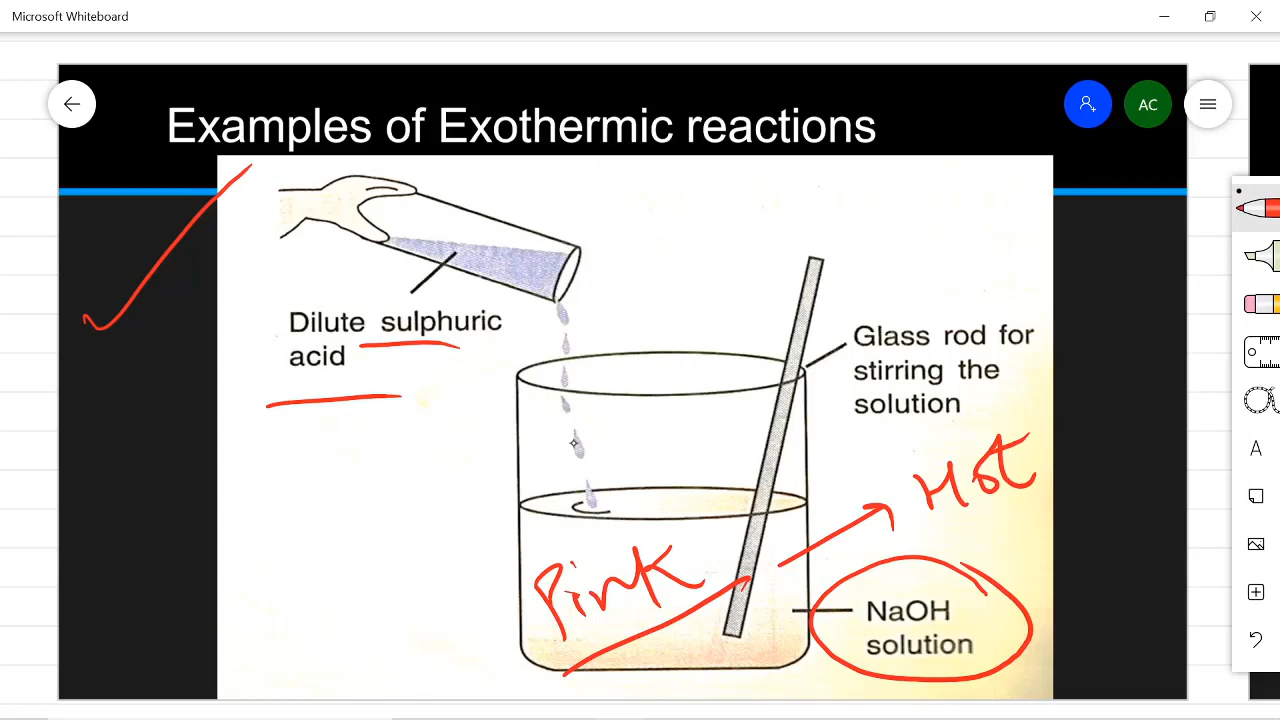 Microsoft Whiteboard
AC
Examples of Exothermic reactions
Dilute sulphuric
acid
Glass rod for
stirring the
solution
Hot
Pink
NaOH
solution
A